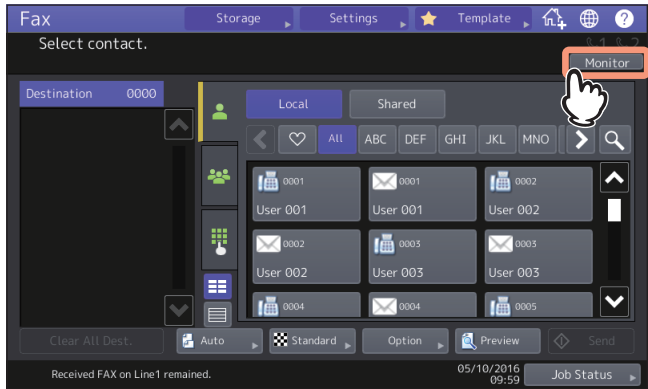 Fax
Storage
Settings
Template
?
Select contact.
1 2
Monitor
Destination 0000
Local
Shared
All
ABC
DEF
GHI
JKL
MNO
0001
User 001
0001
User 001
0002
User 002
0002
User 002
0003
User 003
0003
User 003
0004
0004
0005
Clear All Dest.
Auto
Standard
Option
Preview
Send
Received FAX on Line1 remained.
05/10/2016
09:59
Job Status